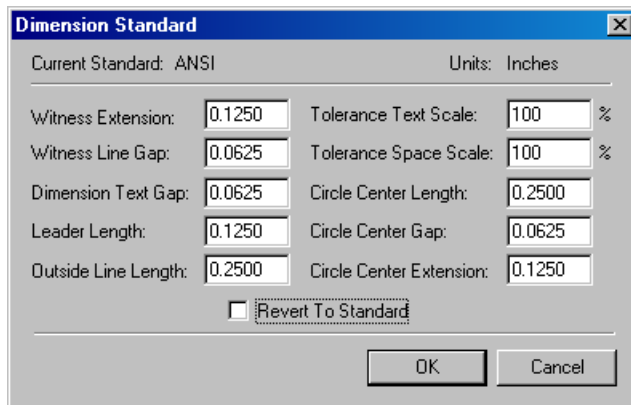 Dimension Standard
Current Standard: ANSI Units: Inches
Witness Extension: 0.1250 Tolerance Text Scale: 100 %
Witness Line Gap: 0.0625 Tolerance Space Scale: 100 %
Dimension Text Gap: 0.0625 Circle Center Length: 0.2500
Leader Length: 0.1250 Circle Center Gap: 0.0625
Outside Line Length: 0.2500 Circle Center Extension: 0.1250
Revert To Standard
OK Cancel